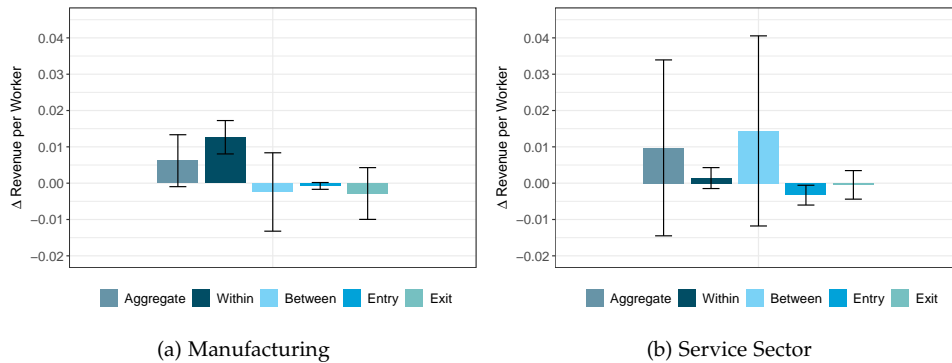 0.04
0.03
0.02
0.01
0.00
−0.01
−0.02
Δ Revenue per Worker
Aggregate Within Between Entry Exit
(a) Manufacturing
0.04
0.03
0.02
0.01
0.00
−0.01
−0.02
Δ Revenue per Worker
Aggregate Within Between Entry Exit
(b) Service Sector